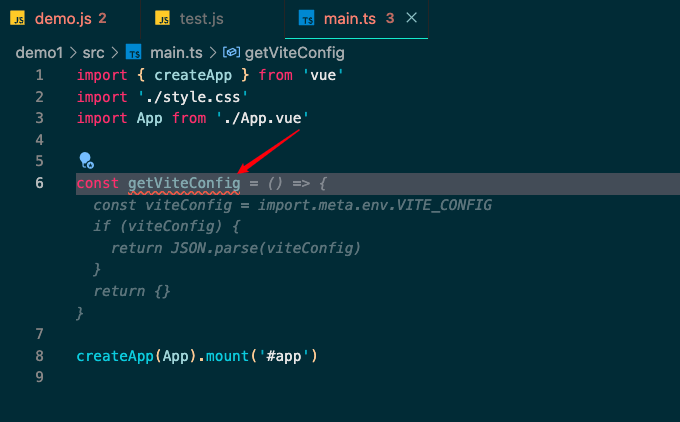 JS demo.js 2 JS test.js TS main.ts 3 ×
demo1 > src > TS main.ts > getViteConfig
1 import { createApp } from 'vue'
2 import './style.css'
3 import App from './App.vue'
4
5
6 const getViteConfig = () => {
const viteConfig = import.meta.env.VITE_CONFIG
if (viteConfig) {
return JSON.parse(viteConfig)
}
return {}
}
7
8 createApp(App).mount('#app')
9